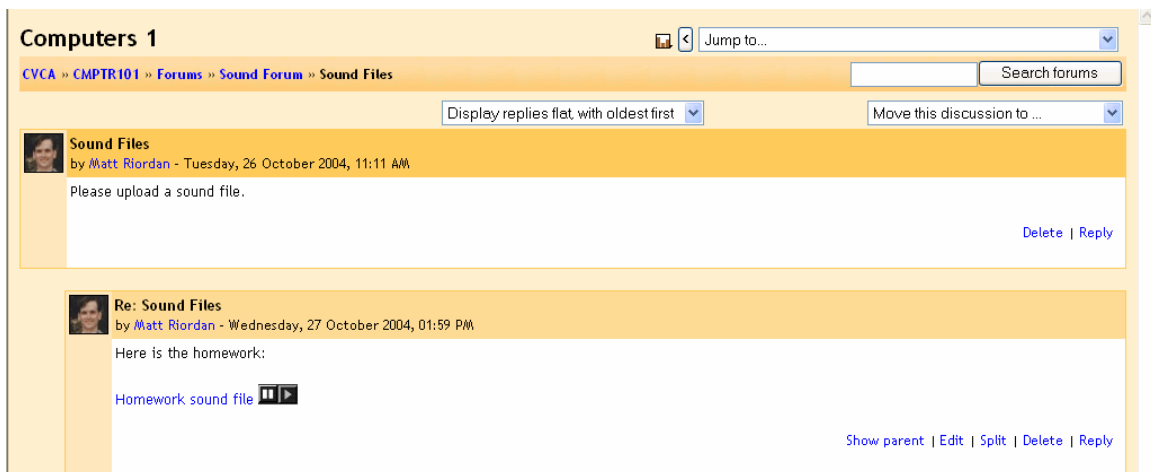 Computers 1
< Jump to...
CVCA » CMPTR101 » Forums » Sound Forum » Sound Files Search forums
Display replies flat, with oldest first Move this discussion to ...
Sound Files
by Matt Riordan - Tuesday, 26 October 2004, 11:11 AM
Please upload a sound file.
Delete | Reply
Re: Sound Files
by Matt Riordan - Wednesday, 27 October 2004, 01:59 PM
Here is the homework:
Homework sound file
Show parent | Edit | Split | Delete | Reply